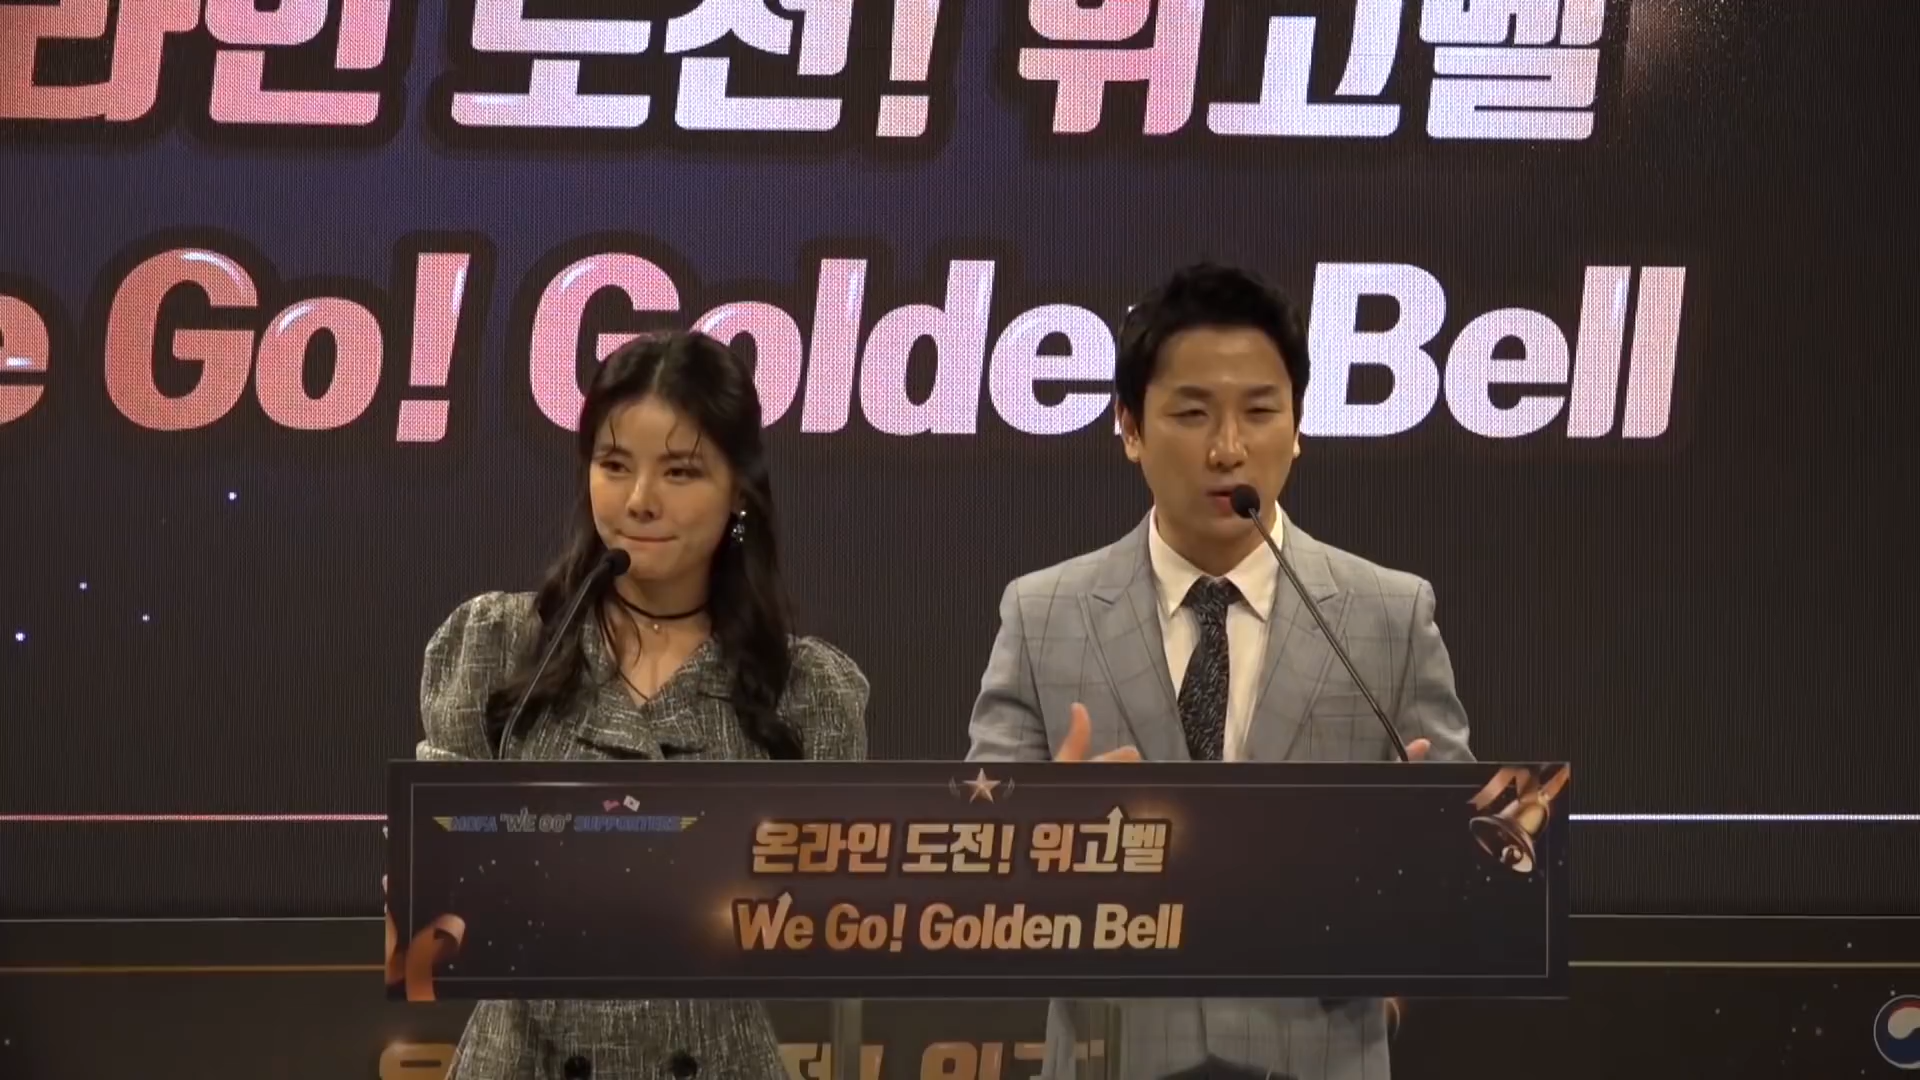 라인 도전! 위고벨
e Go! Golden Bell
MOFA "WE GO" SUPPORTERS
온라인 도전! 위고벨
We Go! Golden Bell